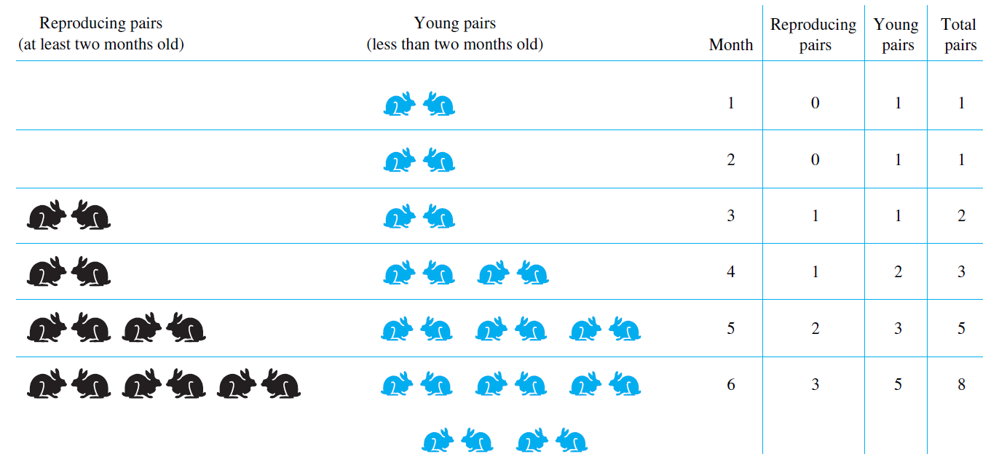 Reproducing pairs
(at least two months old)
Young pairs
(less than two months old)
Month
Reproducing
pairs
Young
pairs
Total
pairs
1 0 1 1
2 0 1 1
3 1 1 2
4 1 2 3
5 2 3 5
6 3 5 8